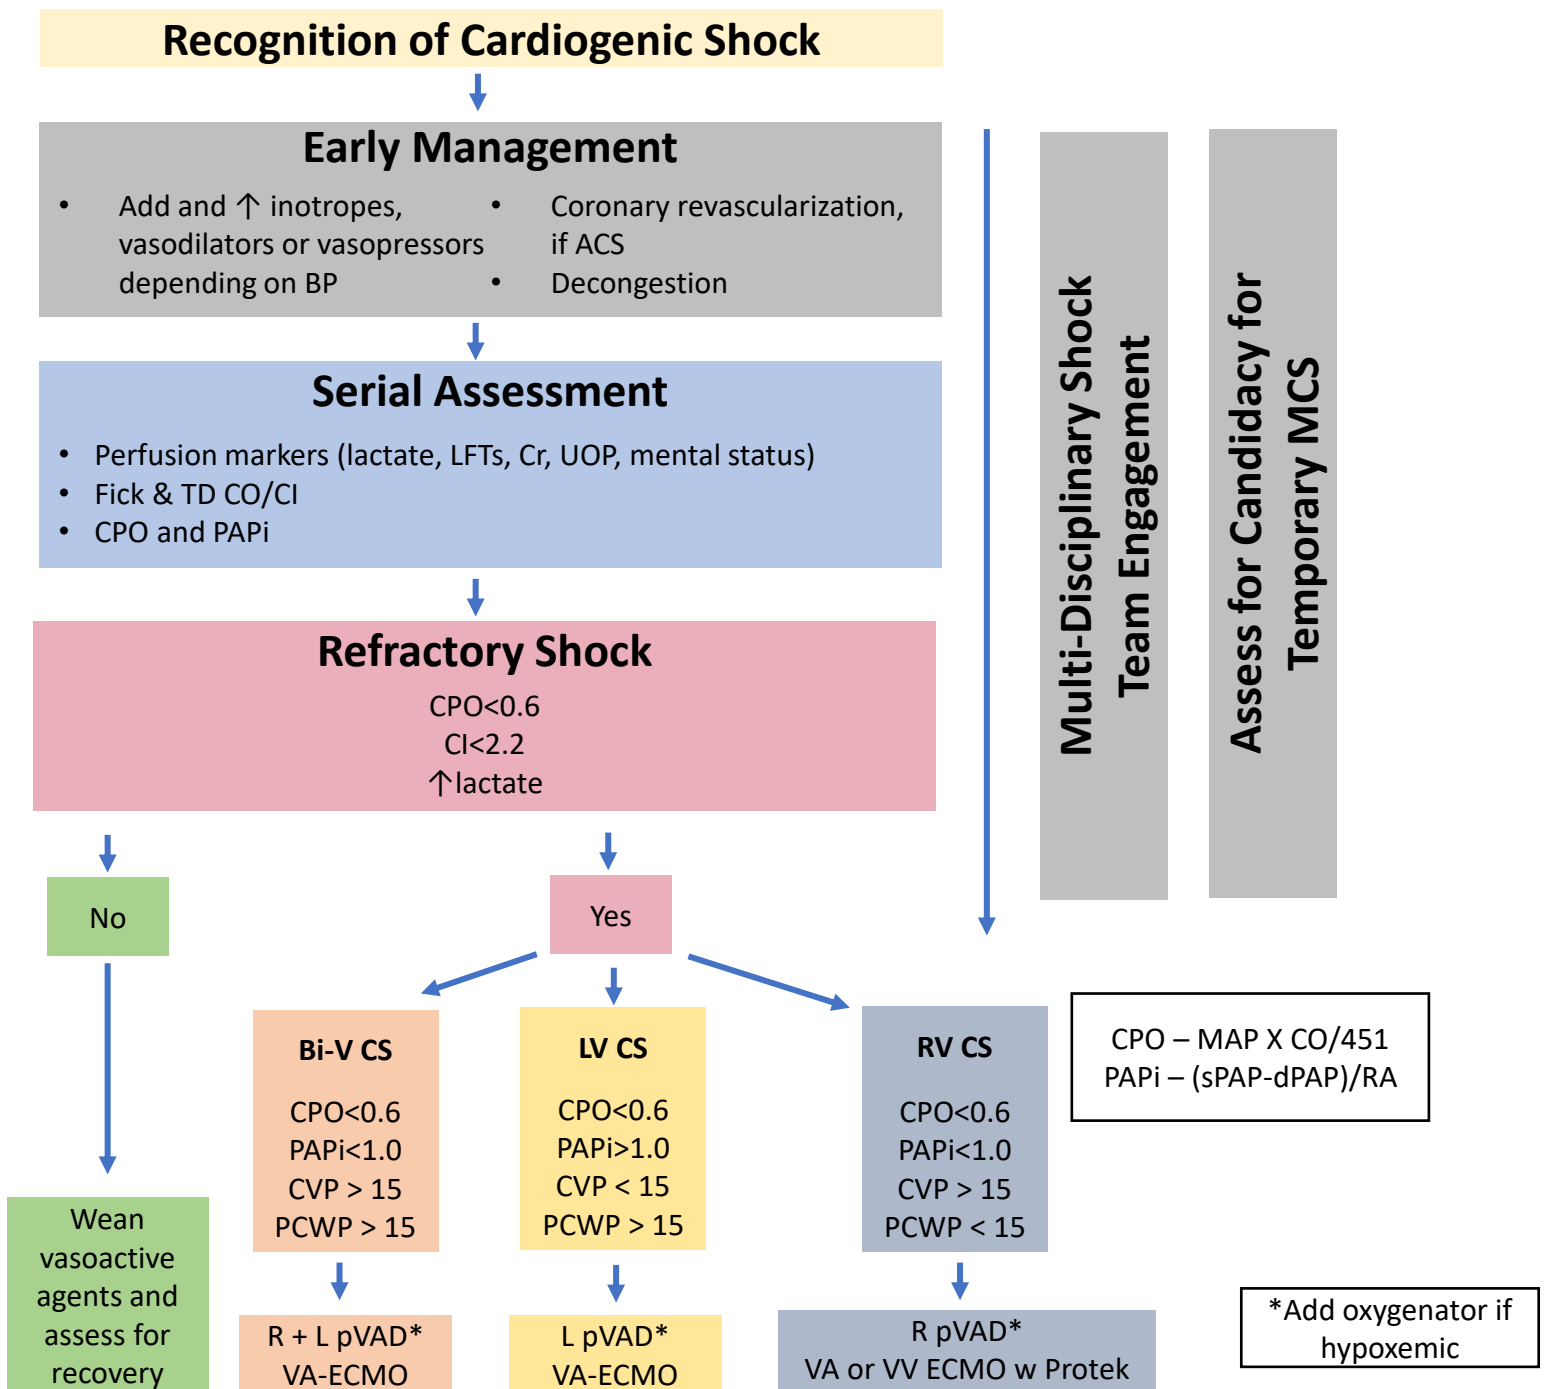 Recognition of Cardiogenic Shock
Early Management
• Add and ↑ inotropes,
vasodilators or vasopressors
depending on BP
• Coronary revascularization,
if ACS
• Decongestion
Serial Assessment
• Perfusion markers (lactate, LFTs, Cr, UOP, mental status)
• Fick & TD CO/CI
• CPO and PAPi
Refractory Shock
CPO<0.6
CI<2.2
↑lactate
Multi-Disciplinary Shock
Team Engagement
Assess for Candidacy for
Temporary MCS
No
Yes
Wean
vasoactive
agents and
assess for
recovery
Bi-V CS
CPO<0.6
PAPi<1.0
CVP > 15
PCWP > 15
R + L pVAD*
VA-ECMO
LV CS
CPO<0.6
PAPi>1.0
CVP < 15
PCWP > 15
L pVAD*
VA-ECMO
RV CS
CPO<0.6
PAPi<1.0
CVP > 15
PCWP < 15
R pVAD*
VA or VV ECMO w Protek
CPO – MAP X CO/451
PAPi – (sPAP-dPAP)/RA
*Add oxygenator if
hypoxemic